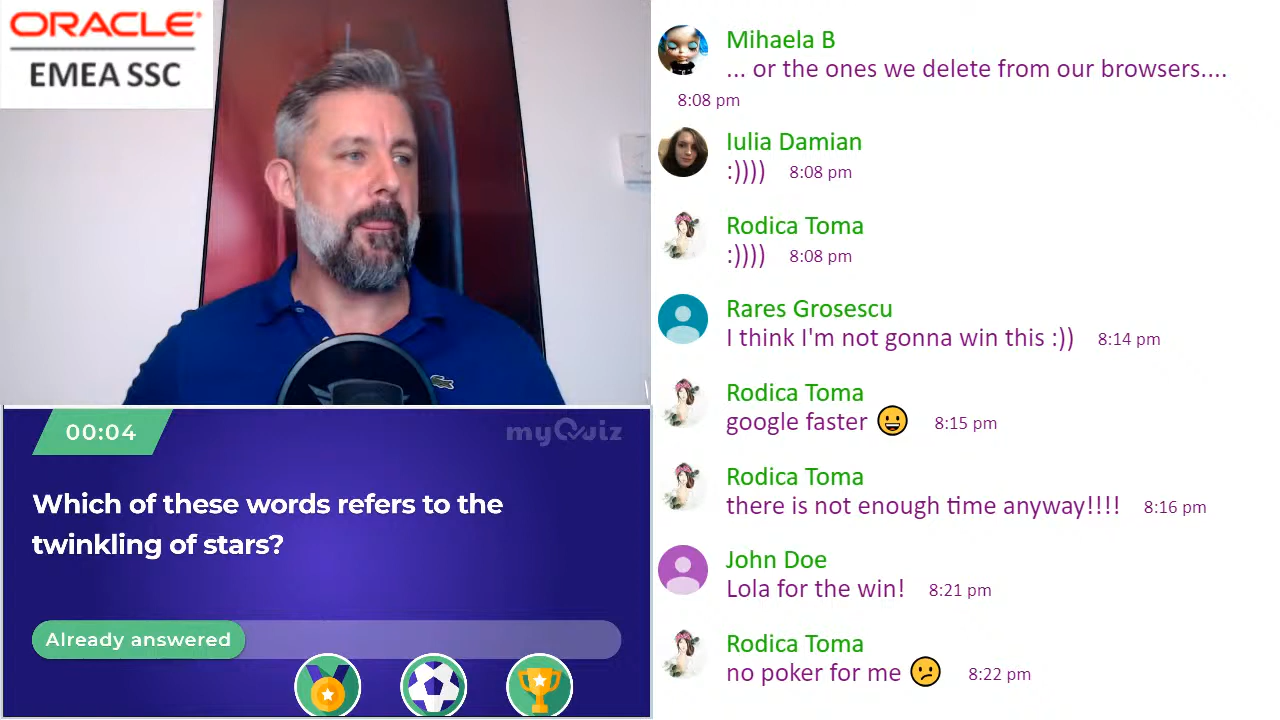 ORACLE
EMEA SSC
00:04
myQuiz
Which of these words refers to the
twinkling of stars?
Already answered
Mihaela B
... or the ones we delete from our browsers....
8:08 pm
Iulia Damian
:)))) 8:08 pm
Rodica Toma
:)))) 8:08 pm
Rares Grosescu
I think I'm not gonna win this :)) 8:14 pm
Rodica Toma
google faster 😀 8:15 pm
Rodica Toma
there is not enough time anyway!!!! 8:16 pm
John Doe
Lola for the win! 8:21 pm
Rodica Toma
no poker for me 😕 8:22 pm